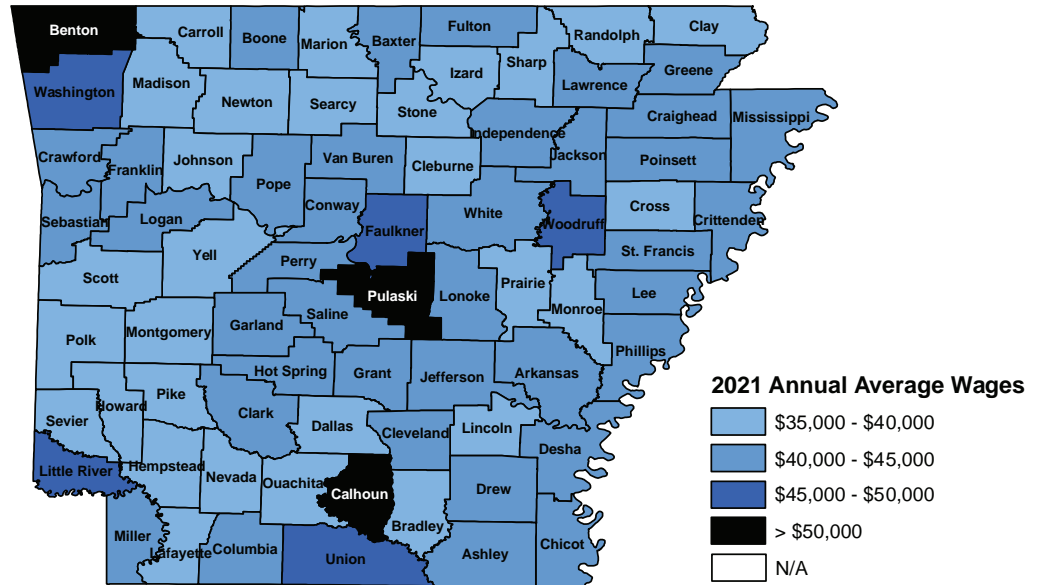 Benton
Carroll
Boone
Marion
Baxter
Fulton
Randolph
Clay
Washington
Madison
Newton
Searcy
Stone
Izard
Sharp
Lawrence
Greene
Independence
Craighead
Mississippi
Crawford
Franklin
Johnson
Pope
Van Buren
Cleburne
Jackson
Poinsett
Sebastian
Logan
Conway
Faulkner
White
Woodruff
Cross
Crittenden
Scott
Yell
Perry
Pulaski
Lonoke
Prairie
St. Francis
Lee
Monroe
Polk
Montgomery
Garland
Saline
Phillips
Hot Spring
Grant
Jefferson
Arkansas
Sevier
Howard
Pike
Clark
Dallas
Cleveland
Lincoln
Desha
Little River
Hempstead
Nevada
Ouachita
Calhoun
Bradley
Drew
Miller
Lafayette
Columbia
Union
Ashley
Chicot
2021 Annual Average Wages
$35,000 - $40,000
$40,000 - $45,000
$45,000 - $50,000
> $50,000
N/A